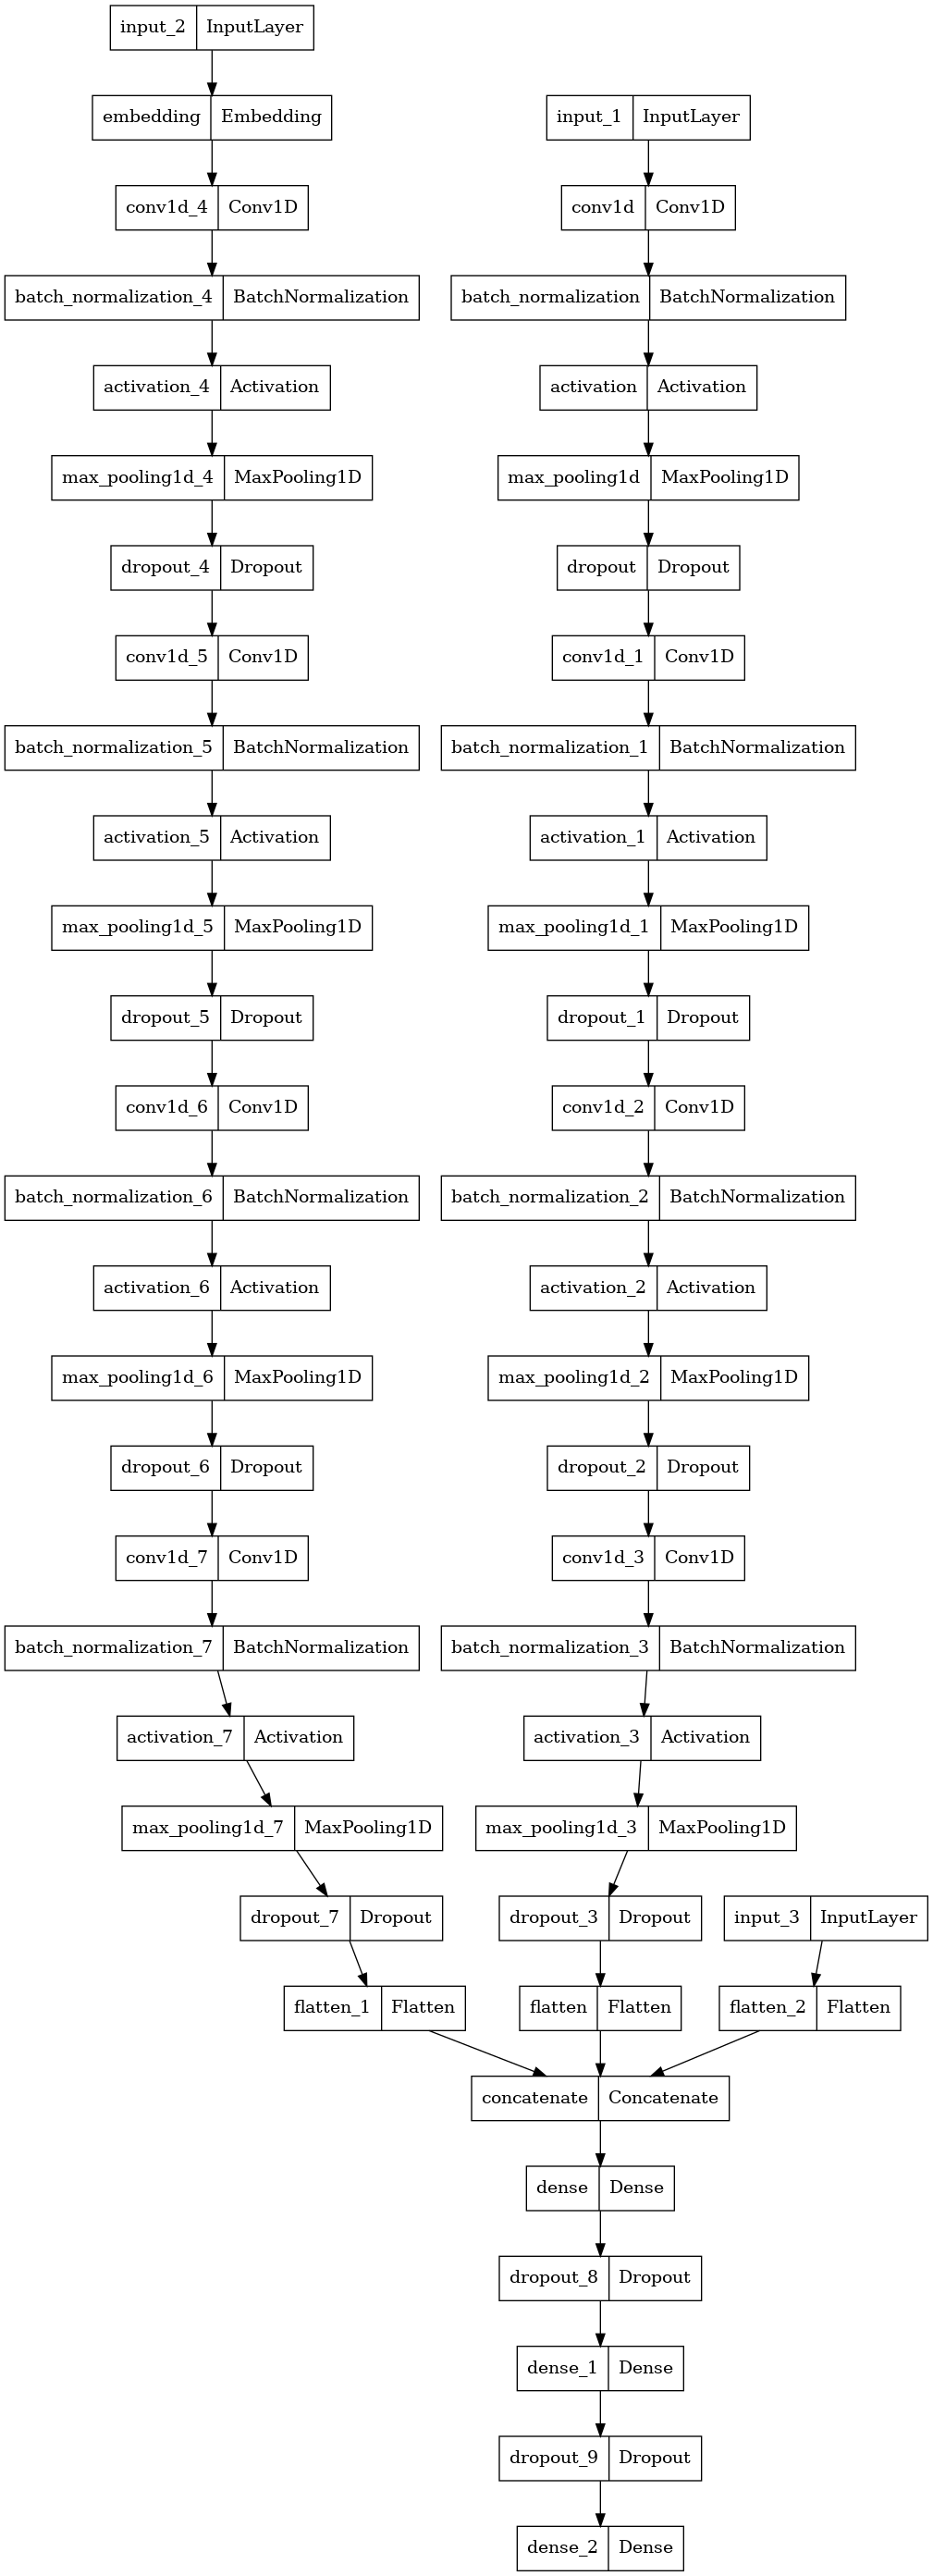 input_2 InputLayer
embedding Embedding
input_1 InputLayer
conv1d_4 Conv1D
conv1d Conv1D
batch_normalization_4 BatchNormalization
batch_normalization BatchNormalization
activation_4 Activation
activation Activation
max_pooling1d_4 MaxPooling1D
max_pooling1d MaxPooling1D
dropout_4 Dropout
dropout Dropout
conv1d_5 Conv1D
conv1d_1 Conv1D
batch_normalization_5 BatchNormalization
batch_normalization_1 BatchNormalization
activation_5 Activation
activation_1 Activation
max_pooling1d_5 MaxPooling1D
max_pooling1d_1 MaxPooling1D
dropout_5 Dropout
dropout_1 Dropout
conv1d_6 Conv1D
conv1d_2 Conv1D
batch_normalization_6 BatchNormalization
batch_normalization_2 BatchNormalization
activation_6 Activation
activation_2 Activation
max_pooling1d_6 MaxPooling1D
max_pooling1d_2 MaxPooling1D
dropout_6 Dropout
dropout_2 Dropout
conv1d_7 Conv1D
conv1d_3 Conv1D
batch_normalization_7 BatchNormalization
batch_normalization_3 BatchNormalization
activation_7 Activation
activation_3 Activation
max_pooling1d_7 MaxPooling1D
max_pooling1d_3 MaxPooling1D
dropout_7 Dropout
dropout_3 Dropout
input_3 InputLayer
flatten_1 Flatten
flatten Flatten
flatten_2 Flatten
concatenate Concatenate
dense Dense
dropout_8 Dropout
dense_1 Dense
dropout_9 Dropout
dense_2 Dense